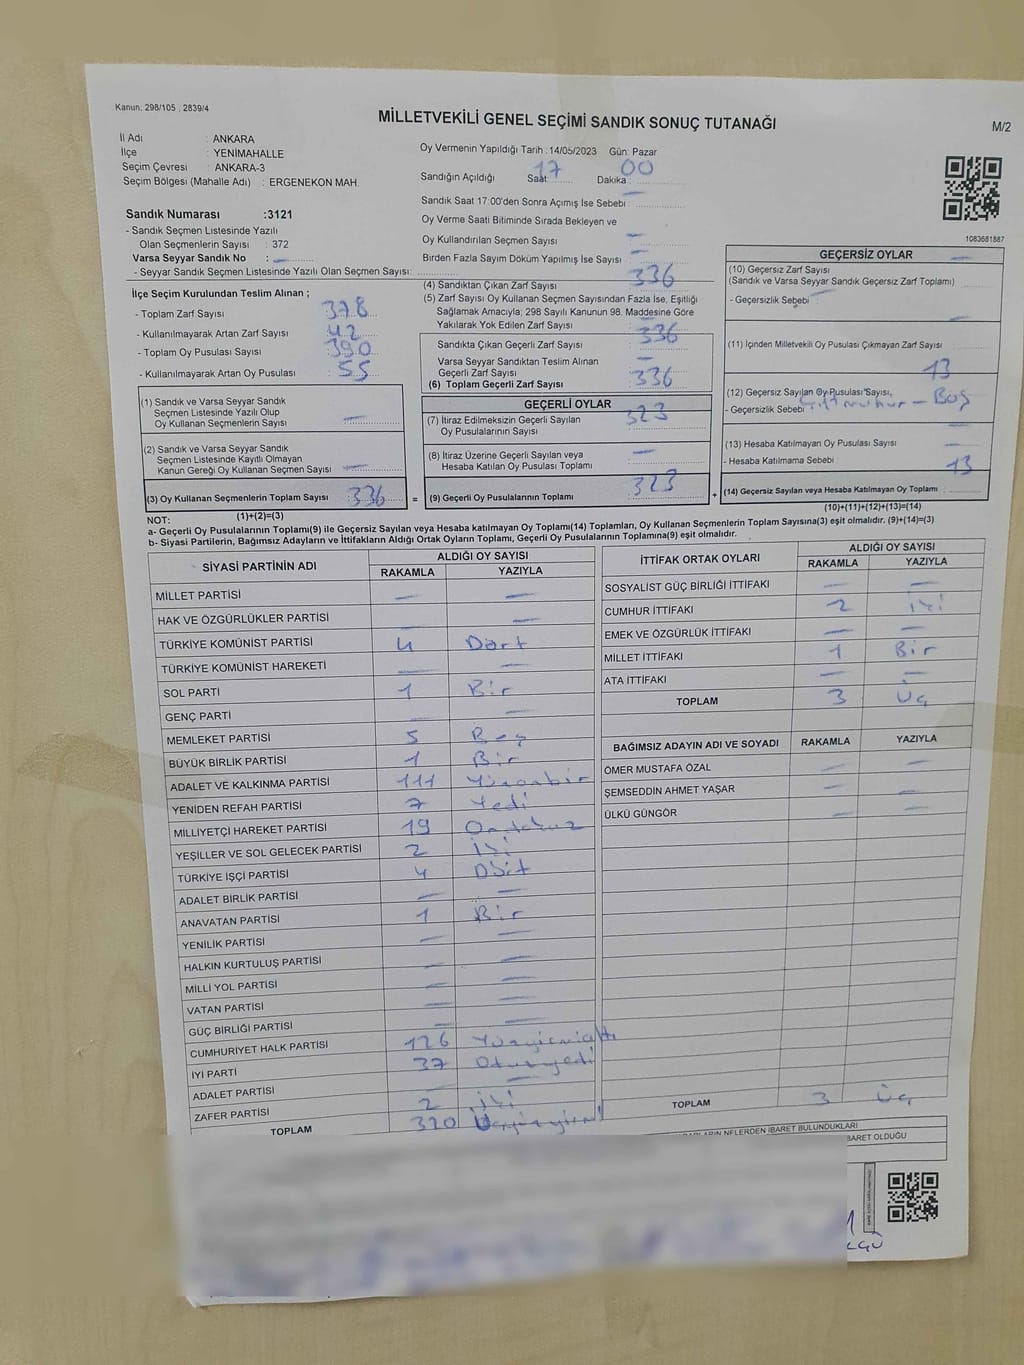 Kanun, 298/105 , 2839/4
MİLLETVEKİLİ GENEL SEÇİMİ SANDIK SONUÇ TUTANAĞI
M/2
İl Adı : ANKARA
İlçe : YENİMAHALLE
Seçim Çevresi : ANKARA-3
Seçim Bölgesi (Mahalle Adı) : ERGENEKON MAH.
Oy Vermenin Yapıldığı Tarih : 14/05/2023 Gün: Pazar
Sandığın Açıldığı Saat 17 Dakika 00
Sandık Saat 17:00'den Sonra Açımış İse Sebebi : —
Oy Verme Saati Bitiminde Sırada Bekleyen ve
Oy Kullandırılan Seçmen Sayısı —
Birden Fazla Sayım Döküm Yapılmış İse Sayısı : —
1083681887
Sandık Numarası :3121
- Sandık Seçmen Listesinde Yazılı
Olan Seçmenlerin Sayısı : 372
Varsa Seyyar Sandık No : —
- Seyyar Sandık Seçmen Listesinde Yazılı Olan Seçmen Sayısı:
İlçe Seçim Kurulundan Teslim Alınan ;
- Toplam Zarf Sayısı : 378
- Kullanılmayarak Artan Zarf Sayısı : 42
- Toplam Oy Pusulası Sayısı : 390
- Kullanılmayarak Artan Oy Pusulası : 55
(1) Sandık ve Varsa Seyyar Sandık
Seçmen Listesinde Yazılı Olup
Oy Kullanan Seçmenlerin Sayısı : —
(2) Sandık ve Varsa Seyyar Sandık
Seçmen Listesinde Kayıtlı Olmayan
Kanun Gereği Oy Kullanan Seçmen Sayısı : —
(3) Oy Kullanan Seçmenlerin Toplam Sayısı : 336
(1)+(2)=(3)
(4) Sandıktan Çıkan Zarf Sayısı : 336
(5) Zarf Sayısı Oy Kullanan Seçmen Sayısından Fazla İse, Eşitliği
Sağlamak Amacıyla; 298 Sayılı Kanunun 98. Maddesine Göre
Yakılarak Yok Edilen Zarf Sayısı : —
Sandıkta Çıkan Geçerli Zarf Sayısı : 336
Varsa Seyyar Sandıktan Teslim Alınan
Geçerli Zarf Sayısı : —
(6) Toplam Geçerli Zarf Sayısı : 336
GEÇERLİ OYLAR
(7) İtiraz Edilmeksizin Geçerli Sayılan
Oy Pusulalarının Sayısı : 323
(8) İtiraz Üzerine Geçerli Sayılan veya
Hesaba Katılan Oy Pusulası Toplamı : —
= (9) Geçerli Oy Pusulalarının Toplamı : 323 +
GEÇERSİZ OYLAR
(10) Geçersiz Zarf Sayısı —
(Sandık ve Varsa Seyyar Sandık Geçersiz Zarf Toplamı)
- Geçersizlik Sebebi : —
(11) İçinden Milletvekili Oy Pusulası Çıkmayan Zarf Sayısı —
(12) Geçersiz Sayılan Oy Pusulası Sayısı, 13
- Geçersizlik Sebebi : Çift mühür – Boş
(13) Hesaba Katılmayan Oy Pusulası Sayısı —
- Hesaba Katılmama Sebebi : —
(14) Geçersiz Sayılan veya Hesaba Katılmayan Oy Toplamı : 13
(10)+(11)+(12)+(13)=(14)
NOT:
a- Geçerli Oy Pusulalarının Toplamı(9) ile Geçersiz Sayılan veya Hesaba katılmayan Oy Toplamı(14) Toplamları, Oy Kullanan Seçmenlerin Toplam Sayısına(3) eşit olmalıdır. (9)+(14)=(3)
b- Siyasi Partilerin, Bağımsız Adayların ve İttifakların Aldığı Ortak Oyların Toplamı, Geçerli Oy Pusulalarının Toplamına(9) eşit olmalıdır.
SİYASİ PARTİNİN ADI ALDIĞI OY SAYISI
RAKAMLA YAZIYLA
MİLLET PARTİSİ — —
HAK VE ÖZGÜRLÜKLER PARTİSİ — —
TÜRKİYE KOMÜNİST PARTİSİ 4 Dört
TÜRKİYE KOMÜNİST HAREKETİ — —
SOL PARTİ 1 Bir
GENÇ PARTİ — —
MEMLEKET PARTİSİ 5 Beş
BÜYÜK BİRLİK PARTİSİ 1 Bir
ADALET VE KALKINMA PARTİSİ 111 Yüzonbir
YENİDEN REFAH PARTİSİ 7 Yedi
MİLLİYETÇİ HAREKET PARTİSİ 19 Ondokuz
YEŞİLLER VE SOL GELECEK PARTİSİ 2 İki
TÜRKİYE İŞÇİ PARTİSİ 4 Dört
ADALET BİRLİK PARTİSİ — —
ANAVATAN PARTİSİ 1 Bir
YENİLİK PARTİSİ — —
HALKIN KURTULUŞ PARTİSİ — —
MİLLİ YOL PARTİSİ — —
VATAN PARTİSİ — —
GÜÇ BİRLİĞİ PARTİSİ — —
CUMHURİYET HALK PARTİSİ 126 Yüzyirmialtı
İYİ PARTİ 37 Otuzyedi
ADALET PARTİSİ — —
ZAFER PARTİSİ 2 iki
TOPLAM 320 Üçyüzyirmi
İTTİFAK ORTAK OYLARI ALDIĞI OY SAYISI
RAKAMLA YAZIYLA
SOSYALİST GÜÇ BİRLİĞİ İTTİFAKI — —
CUMHUR İTTİFAKI 2 iki
EMEK VE ÖZGÜRLÜK İTTİFAKI — —
MİLLET İTTİFAKI 1 Bir
ATA İTTİFAKI — —
TOPLAM 3 Üç
BAĞIMSIZ ADAYIN ADI VE SOYADI RAKAMLA YAZIYLA
ÖMER MUSTAFA ÖZAL — —
ŞEMSEDDİN AHMET YAŞAR — —
ÜLKÜ GÜNGÖR — —
TOPLAM 3 Üç
NELERDEN İBARET BULUNDUKLARI
BARET OLDUĞU